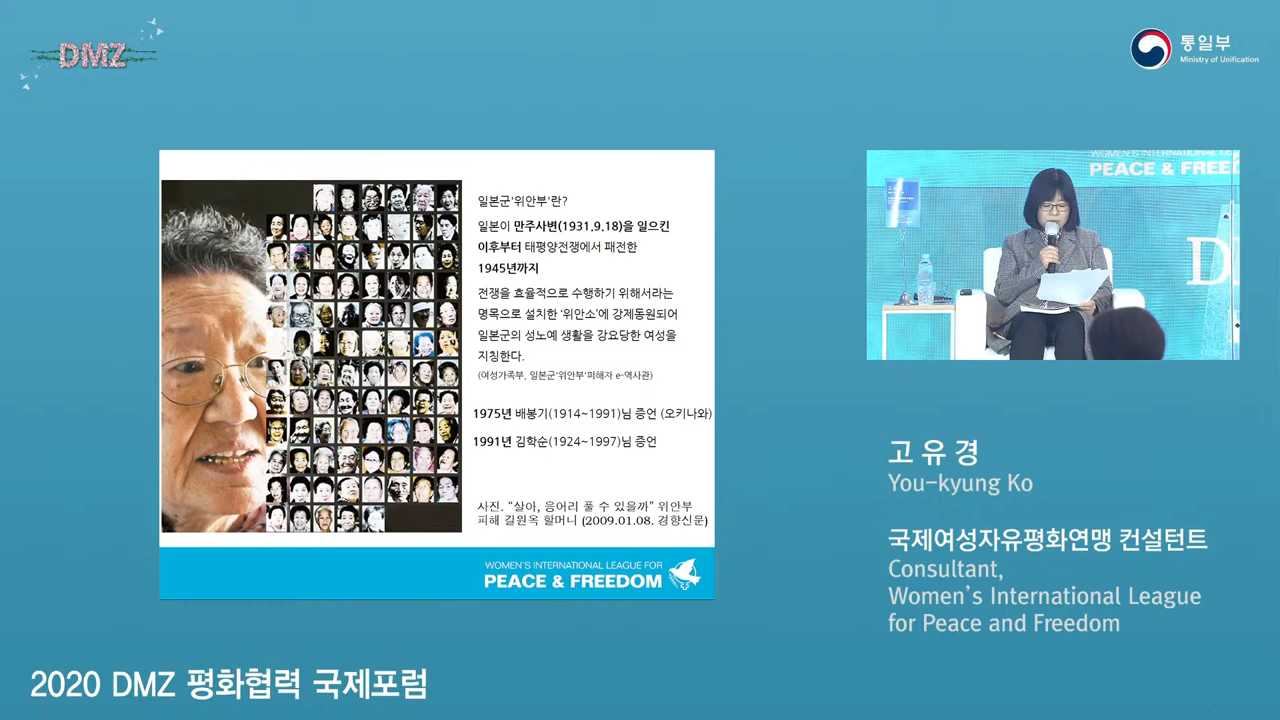 DMZ
통일부
Ministry of Unification
일본군'위안부'란?
일본이 만주사변(1931.9.18)을 일으킨
이후부터 태평양전쟁에서 패전한
1945년까지
전쟁을 효율적으로 수행하기 위해서라는
명목으로 설치한 '위안소'에 강제동원되어
일본군의 성노예 생활을 강요당한 여성을
지칭한다.
(여성가족부, 일본군'위안부'피해자 e-역사관)
1975년 배봉기(1914~1991)님 증언 (오키나와)
1991년 김학순(1924~1997)님 증언
사진. “살아, 응어리 풀 수 있을까” 위안부
피해 길원옥 할머니 (2009.01.08. 경향신문)
WOMEN'S INTERNATIONAL LEAGUE FOR
PEACE & FREEDOM
WOMEN'S INTERNATIONAL LE
PEACE & FREE
D
고유경
You-kyung Ko
국제여성자유평화연맹 컨설턴트
Consultant,
Women's International League
for Peace and Freedom
2020 DMZ 평화협력 국제포럼